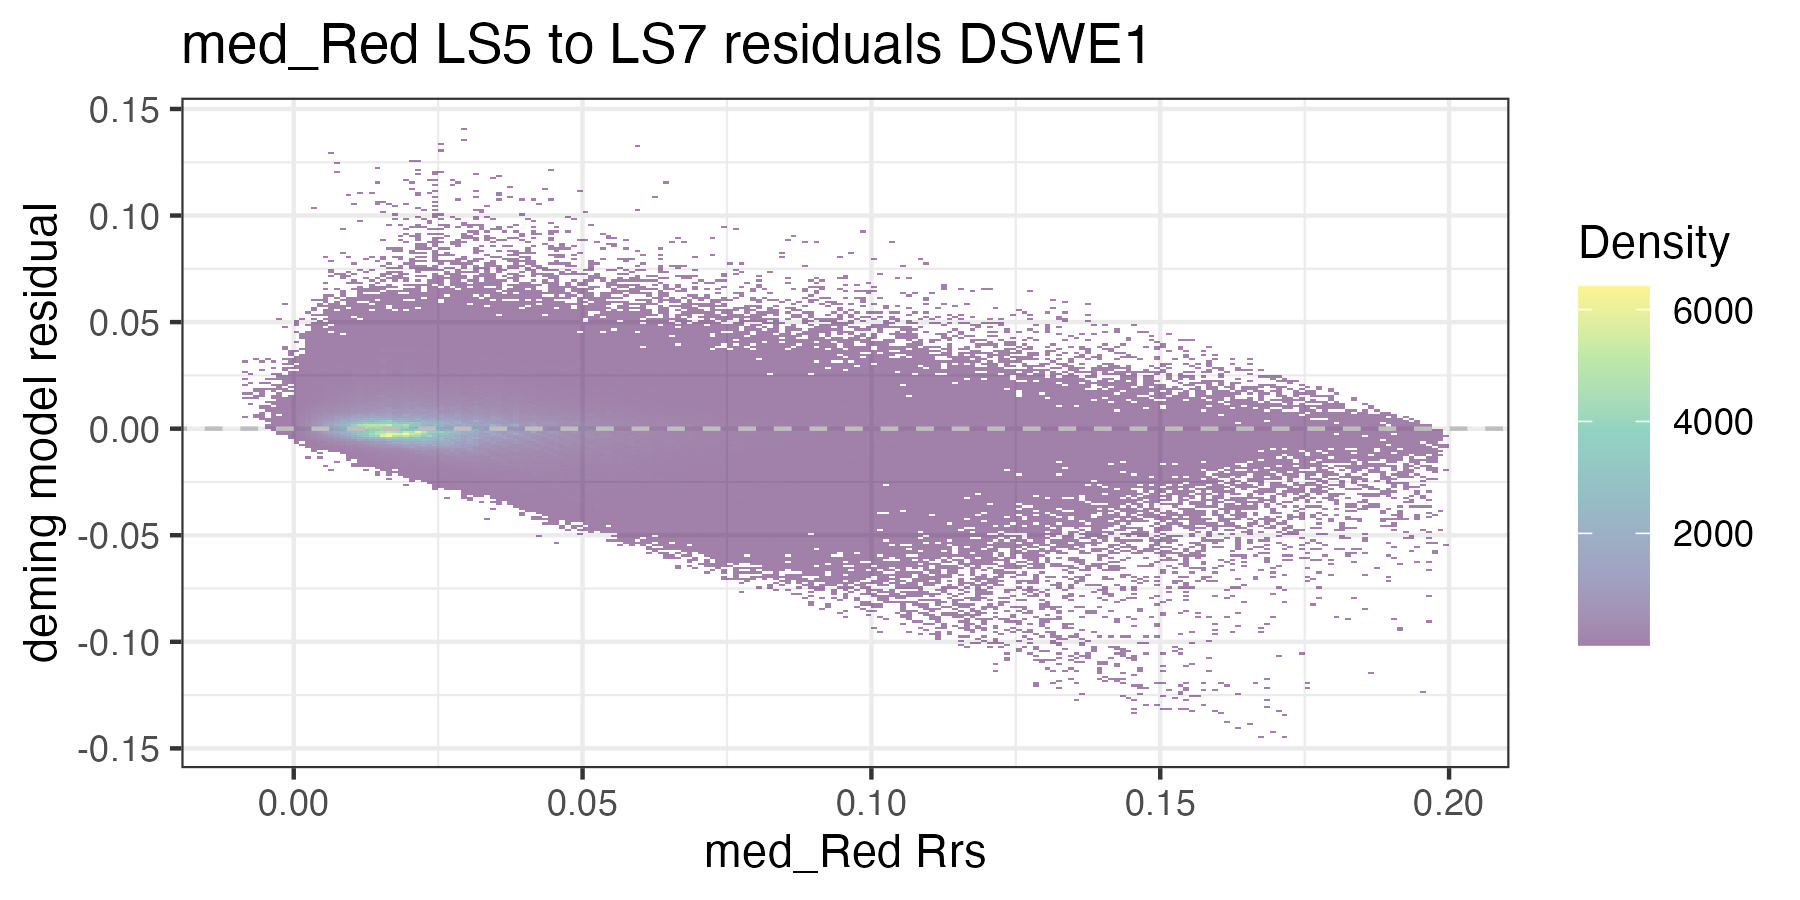 med_Red LS5 to LS7 residuals DSWE1
deming model residual
0.15
0.10
0.05
0.00
-0.05
-0.10
-0.15
0.00 0.05 0.10 0.15 0.20
med_Red Rrs
Density
6000
4000
2000